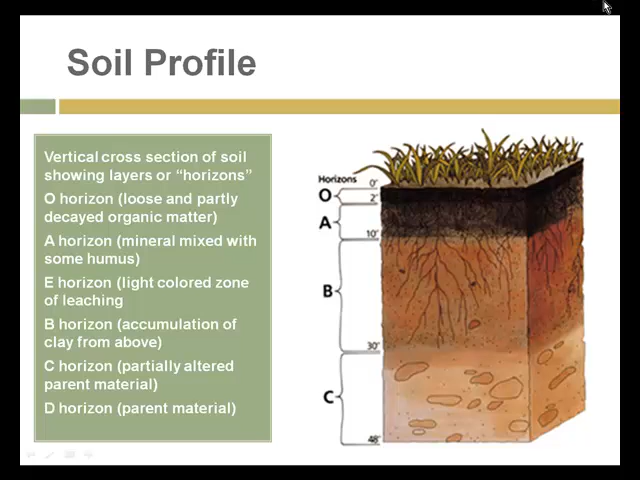 Soil Profile
Vertical cross section of soil
showing layers or “horizons”
O horizon (loose and partly
decayed organic matter)
A horizon (mineral mixed with
some humus)
E horizon (light colored zone
of leaching
B horizon (accumulation of
clay from above)
C horizon (partially altered
parent material)
D horizon (parent material)
Horizons
0"
O
2"
A
10"
B
30"
C
48"